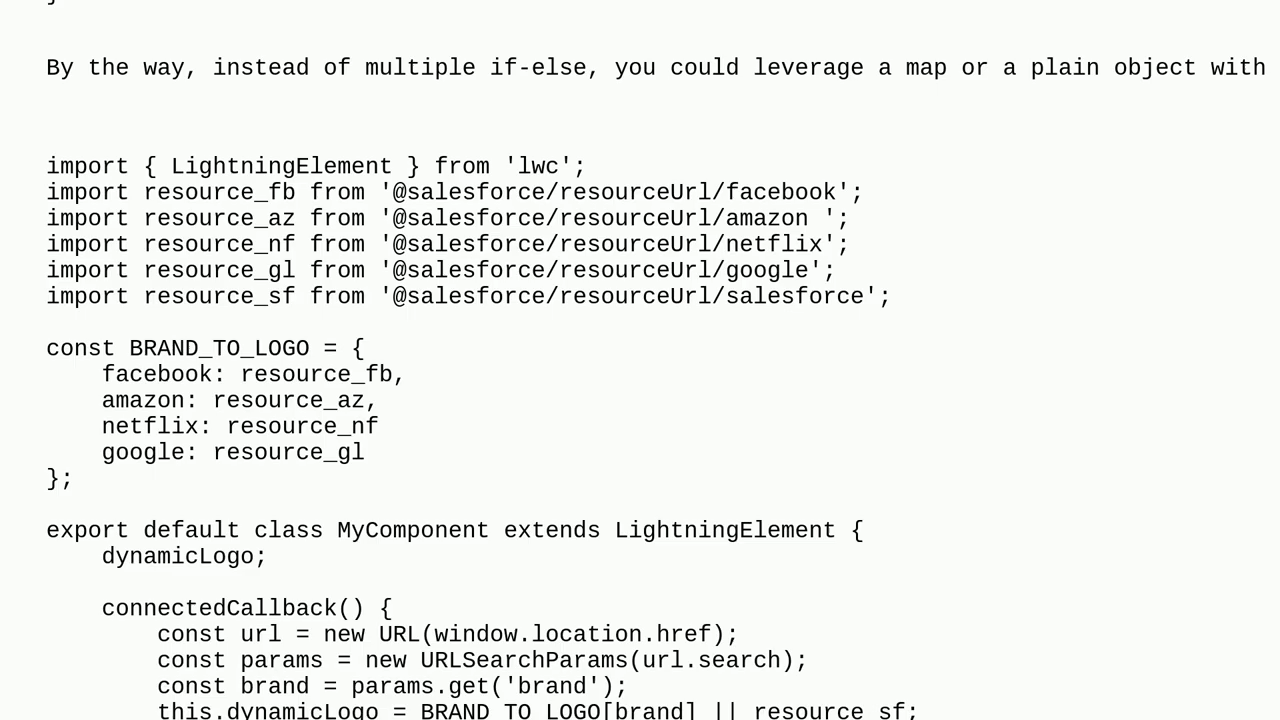 }
By the way, instead of multiple if-else, you could leverage a map or a plain object with
import { LightningElement } from 'lwc';
import resource_fb from '@salesforce/resourceUrl/facebook';
import resource_az from '@salesforce/resourceUrl/amazon ';
import resource_nf from '@salesforce/resourceUrl/netflix';
import resource_gl from '@salesforce/resourceUrl/google';
import resource_sf from '@salesforce/resourceUrl/salesforce';
const BRAND_TO_LOGO = {
    facebook: resource_fb,
    amazon: resource_az,
    netflix: resource_nf
    google: resource_gl
};
export default class MyComponent extends LightningElement {
    dynamicLogo;
    connectedCallback() {
        const url = new URL(window.location.href);
        const params = new URLSearchParams(url.search);
        const brand = params.get('brand');
        this.dynamicLogo = BRAND_TO_LOGO[brand] || resource_sf;